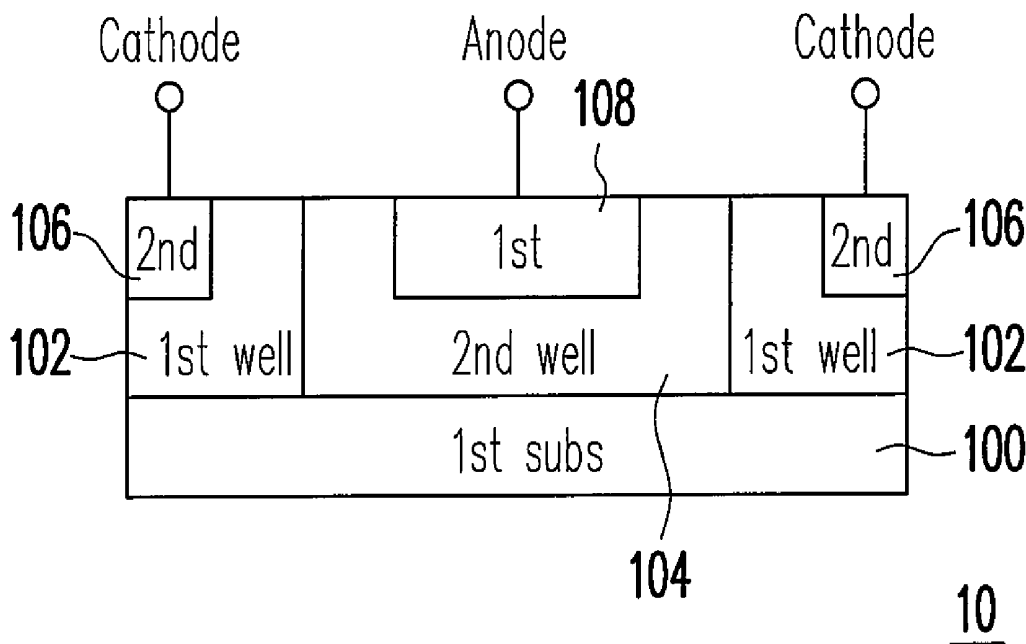 Cathode Anode Cathode
108
106 2nd 1st 2nd 106
102 1st well 2nd well 1st well 102
1st subs 100
104
10